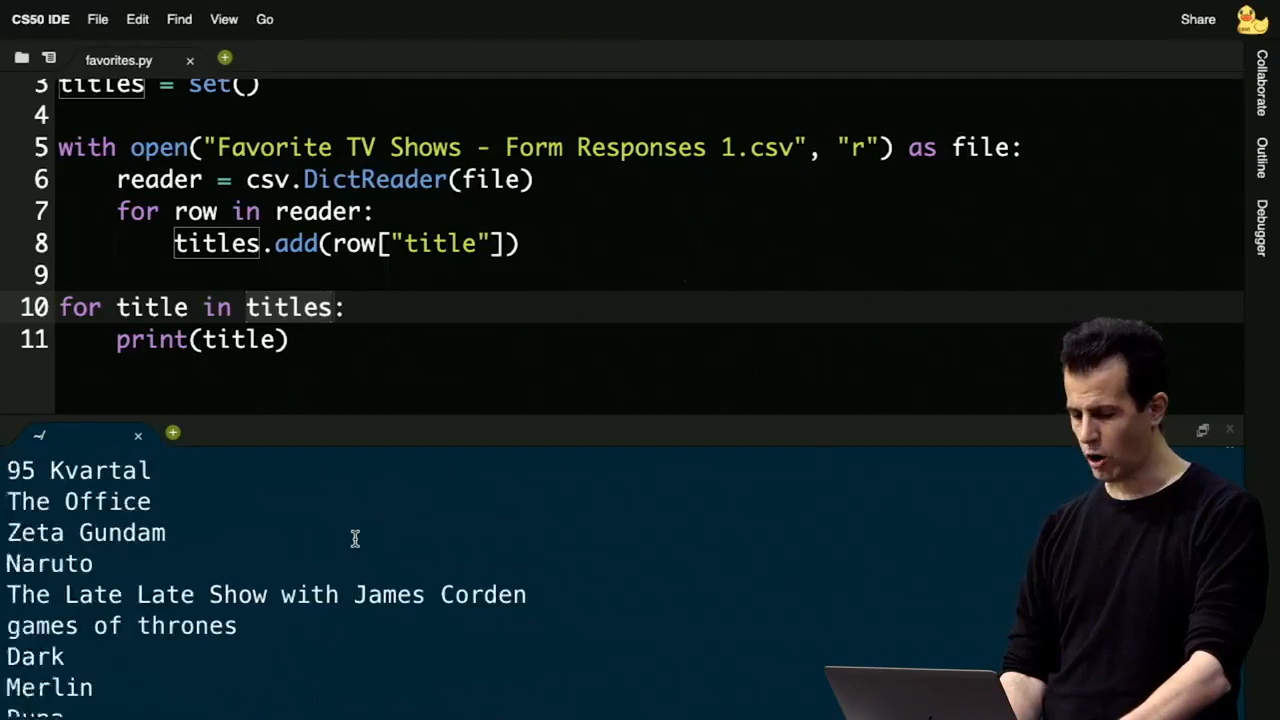 CS50 IDE File Edit Find View Go Share
favorites.py
3 titles = set()
4
5 with open("Favorite TV Shows - Form Responses 1.csv", "r") as file:
6 reader = csv.DictReader(file)
7 for row in reader:
8 titles.add(row["title"])
9
10 for title in titles:
11 print(title)
95 Kvartal
The Office
Zeta Gundam
Naruto
The Late Late Show with James Corden
games of thrones
Dark
Merlin
Collaborate
Outline
Debugger